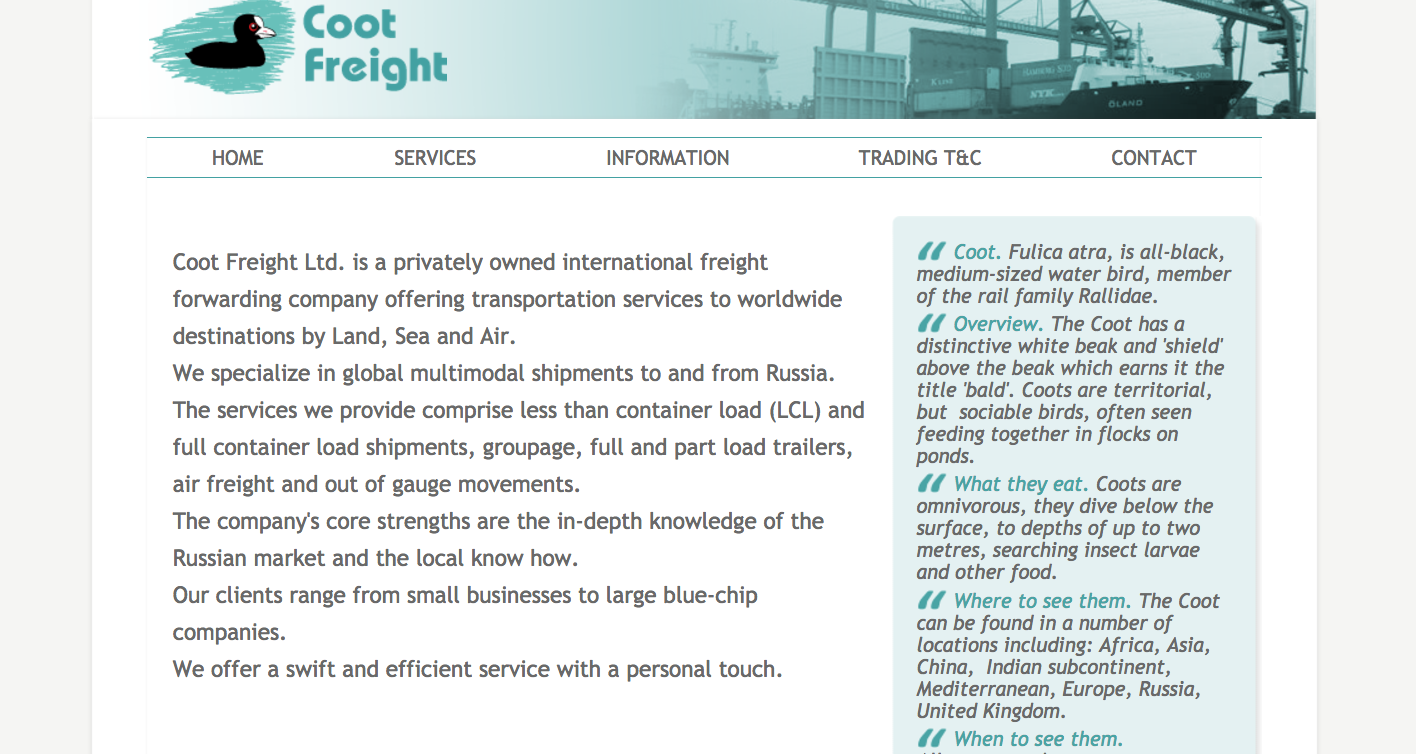 Coot
Freight
K LINE
HAMBURG SÜD
NYK
ÖLAND
HOME SERVICES INFORMATION TRADING T&C CONTACT
Coot Freight Ltd. is a privately owned international freight
forwarding company offering transportation services to worldwide
destinations by Land, Sea and Air.
We specialize in global multimodal shipments to and from Russia.
The services we provide comprise less than container load (LCL) and
full container load shipments, groupage, full and part load trailers,
air freight and out of gauge movements.
The company's core strengths are the in-depth knowledge of the
Russian market and the local know how.
Our clients range from small businesses to large blue-chip
companies.
We offer a swift and efficient service with a personal touch.
“ Coot. Fulica atra, is all-black,
medium-sized water bird, member
of the rail family Rallidae.
“ Overview. The Coot has a
distinctive white beak and 'shield'
above the beak which earns it the
title 'bald'. Coots are territorial,
but  sociable birds, often seen
feeding together in flocks on
ponds.
“ What they eat. Coots are
omnivorous, they dive below the
surface, to depths of up to two
metres, searching insect larvae
and other food.
“ Where to see them. The Coot
can be found in a number of
locations including: Africa, Asia,
China,  Indian subcontinent,
Mediterranean, Europe, Russia,
United Kingdom.
“ When to see them.